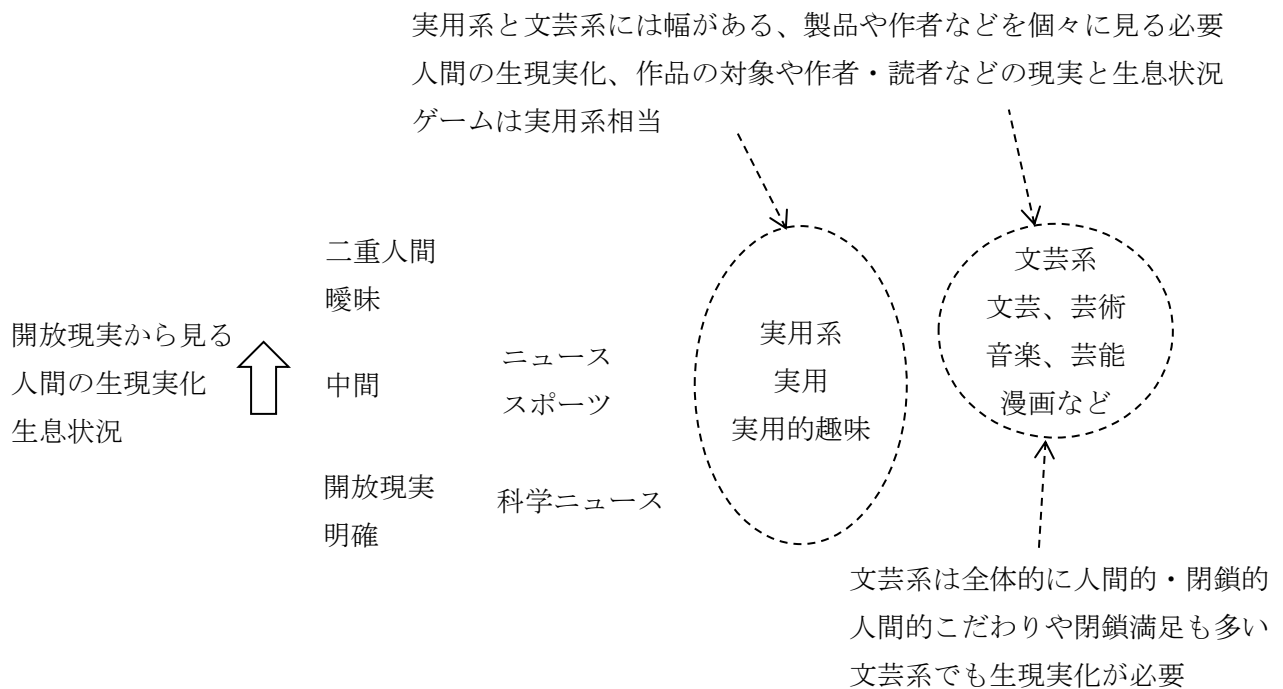 実用系と文芸系には幅がある、製品や作者などを個々に見る必要
人間の生現実化、作品の対象や作者・読者などの現実と生息状況
ゲームは実用系相当
開放現実から見る
人間の生現実化
生息状況
二重人間
曖昧
中間
開放現実
明確
ニュース
スポーツ
科学ニュース
実用系
実用
実用的趣味
文芸系
文芸、芸術
音楽、芸能
漫画など
文芸系は全体的に人間的・閉鎖的
人間的こだわりや閉鎖満足も多い
文芸系でも生現実化が必要